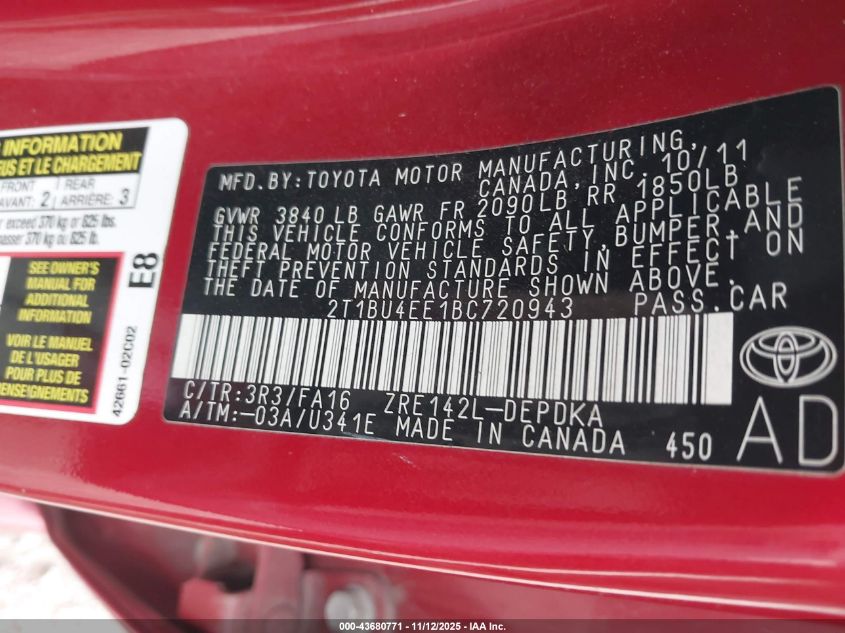 INFORMATION
US ET LE CHARGEMENT
FRONT REAR
AVANT: 2 ARRIÈRE: 3
exceed 370 kg or 825 lbs.
370 kg ou 825 lb.
SEE OWNER'S
MANUAL FOR
ADDITIONAL
INFORMATION
VOIR LE MANUEL
DE L'USAGER
POUR PLUS DE
RENSEIGNEMENTS
E8
42661-02C02
MFD.BY:TOYOTA MOTOR MANUFACTURING,
CANADA, INC. 10/11
GVWR 3840 LB GAWR FR 2090LB RR 1850LB
THIS VEHICLE CONFORMS TO ALL APPLICABLE
FEDERAL MOTOR VEHICLE SAFETY,BUMPER,AND
THEFT PREVENTION STANDARDS IN EFFECT ON
THE DATE OF MANUFACTURE SHOWN ABOVE.
2T1BU4EE1BC720943 PASS.CAR
C/TR:3R3/FA16 ZRE142L-DEPDKA
A/TM:-03A/U341E MADE IN CANADA 450
AD
000-43680771 - 11/12/2025 - IAA Inc.